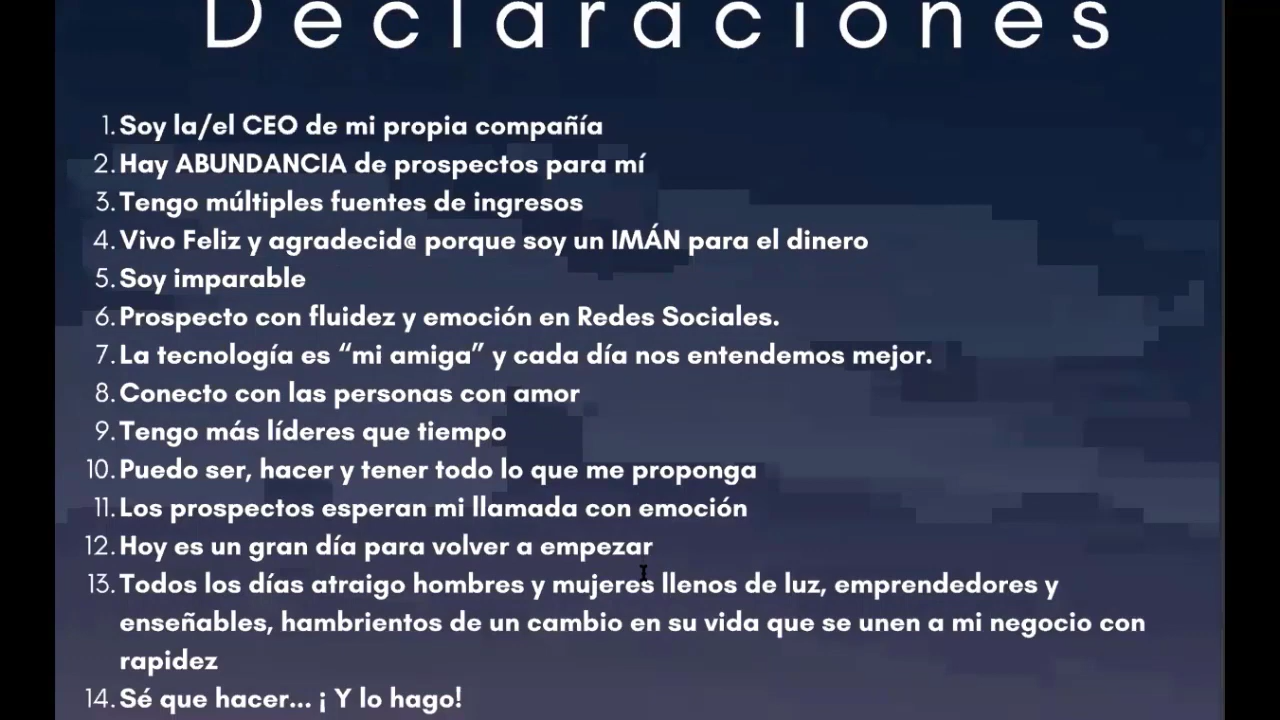 Declaraciones
1. Soy la/el CEO de mi propia compañía
2. Hay ABUNDANCIA de prospectos para mí
3. Tengo múltiples fuentes de ingresos
4. Vivo Feliz y agradecid@ porque soy un IMÁN para el dinero
5. Soy imparable
6. Prospecto con fluidez y emoción en Redes Sociales.
7. La tecnología es “mi amiga” y cada día nos entendemos mejor.
8. Conecto con las personas con amor
9. Tengo más líderes que tiempo
10. Puedo ser, hacer y tener todo lo que me proponga
11. Los prospectos esperan mi llamada con emoción
12. Hoy es un gran día para volver a empezar
13. Todos los días atraigo hombres y mujeres llenos de luz, emprendedores y
enseñables, hambrientos de un cambio en su vida que se unen a mi negocio con
rapidez
14. Sé que hacer... ¡ Y lo hago!